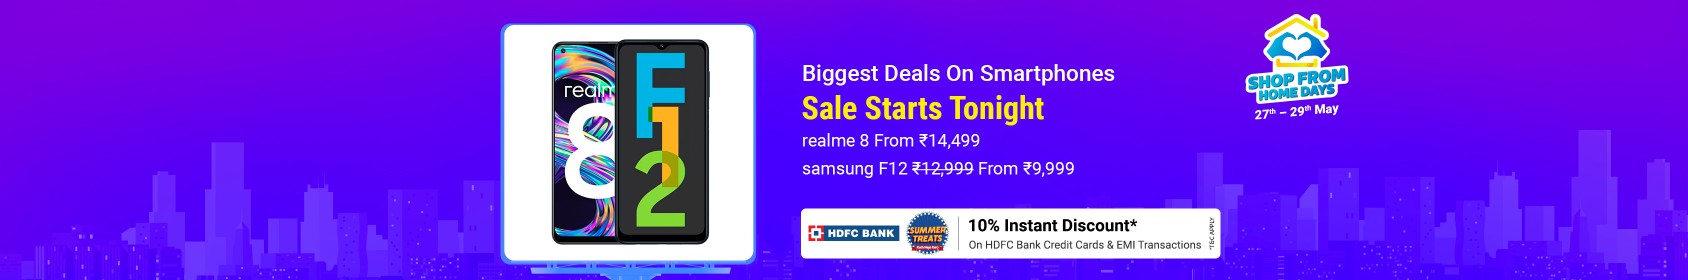 realm
8
F
1
2
Biggest Deals On Smartphones
Sale Starts Tonight
realme 8 From ₹14,499
samsung F12 ₹12,999 From ₹9,999
SHOP FROM
HOME DAYS
27th – 29th May
HDFC BANK
SUMMER
TREATS
10% Instant Discount*
On HDFC Bank Credit Cards & EMI Transactions
*T&C APPLY